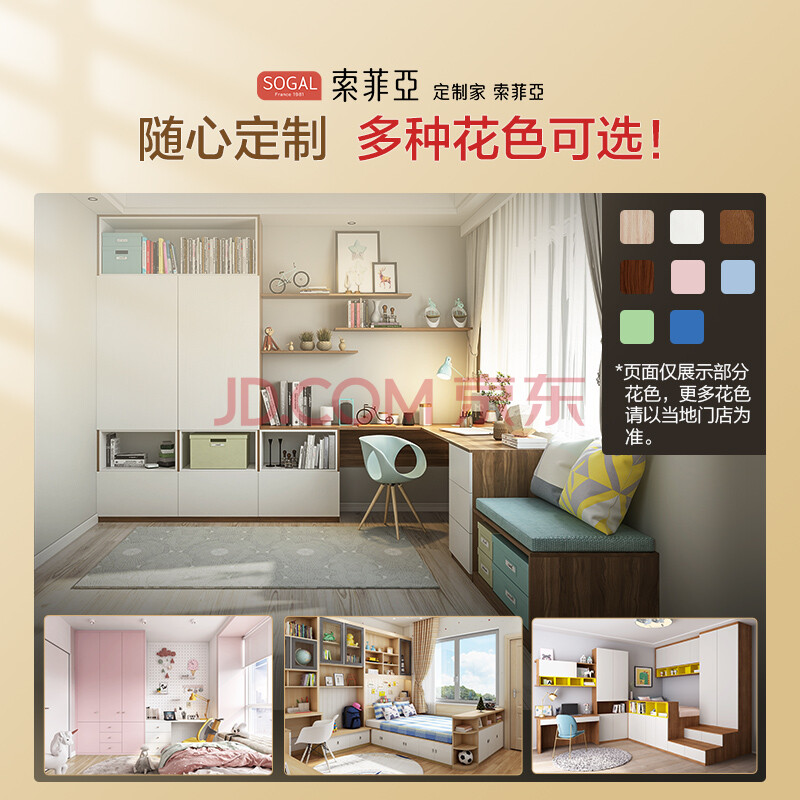 SOGAL 索菲亞 定制家 索菲亞
France 1981
随心定制 多种花色可选！
*页面仅展示部分
花色，更多花色
请以当地门店为
准。
JD.COM 京东